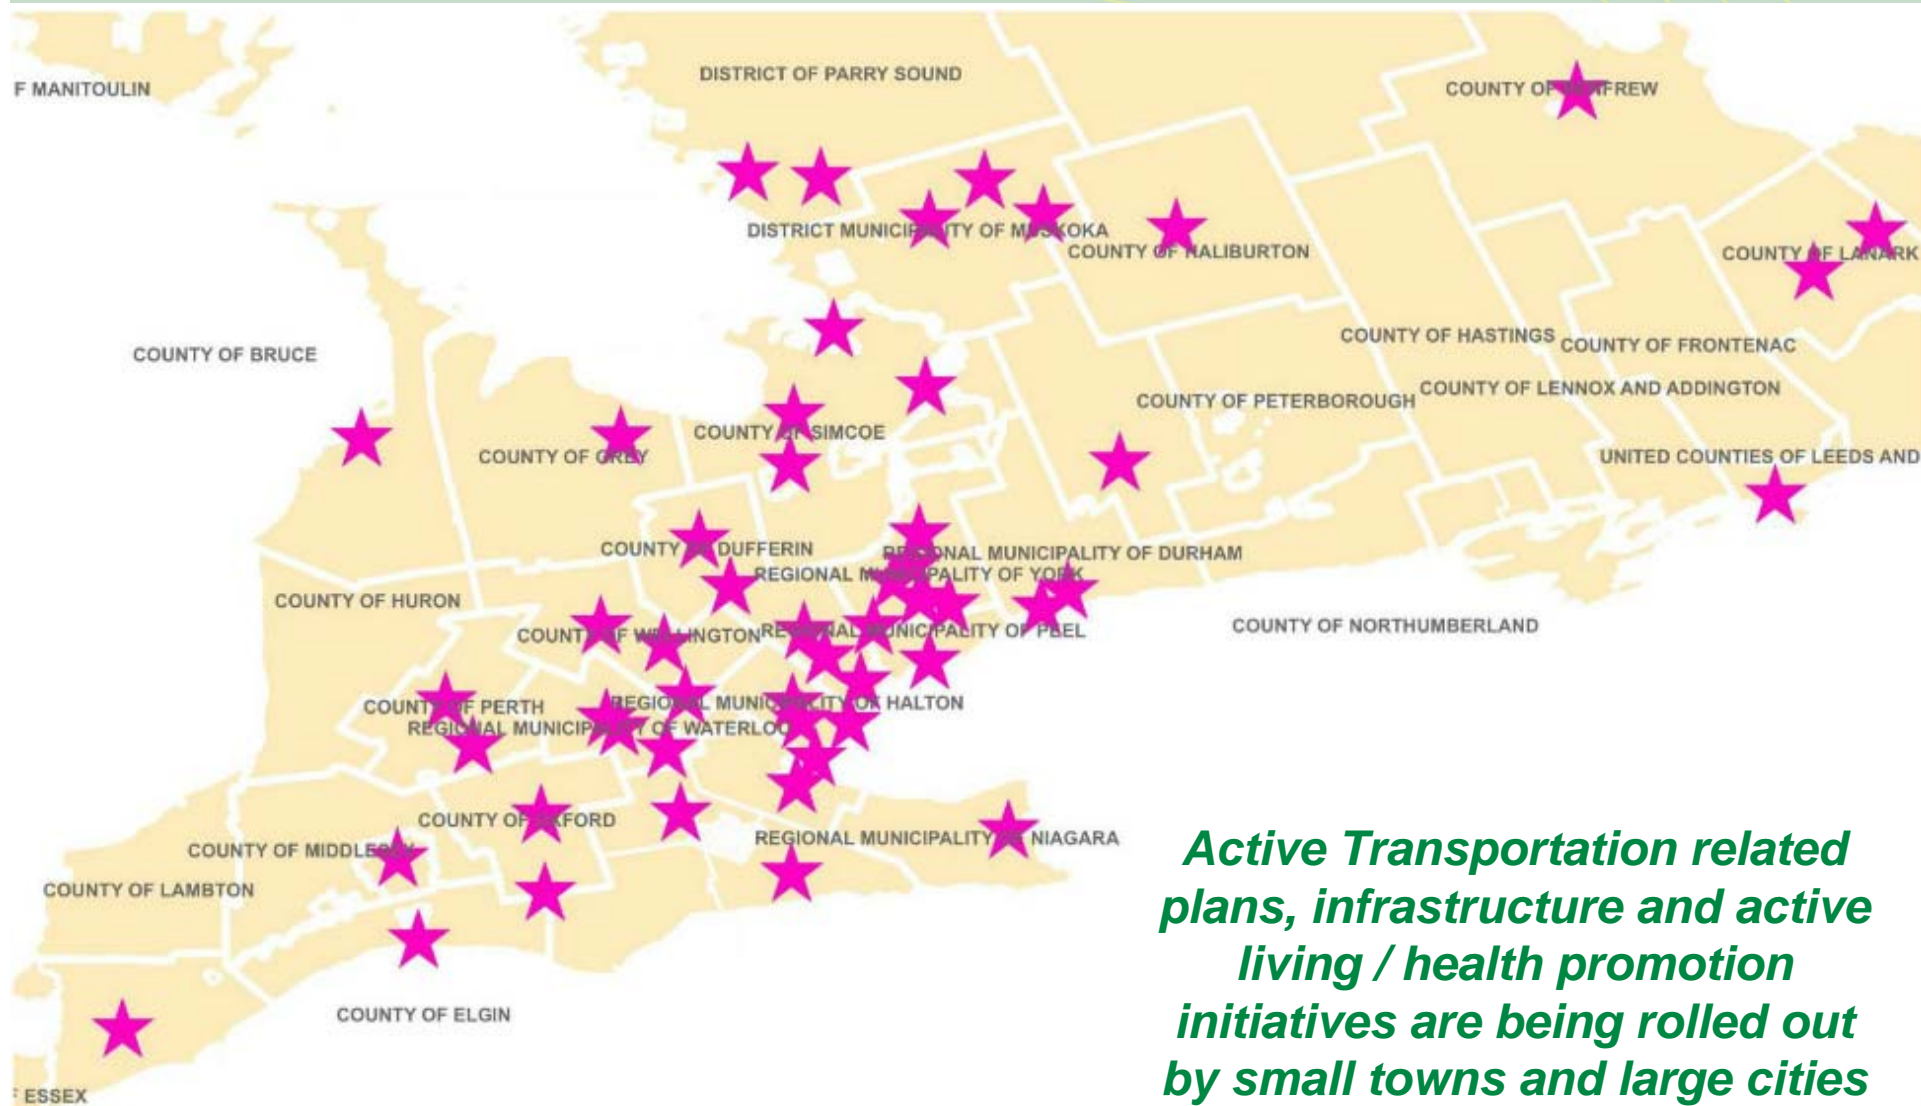 DISTRICT OF PARRY SOUND
F MANITOULIN
COUNTY OF RENFREW
DISTRICT MUNICIPALITY OF MUSKOKA
COUNTY OF HALIBURTON
COUNTY OF LANARK
COUNTY OF BRUCE
COUNTY OF HASTINGS
COUNTY OF FRONTENAC
COUNTY OF LENNOX AND ADDINGTON
COUNTY OF PETERBOROUGH
COUNTY OF SIMCOE
COUNTY OF GREY
UNITED COUNTIES OF LEEDS AND
COUNTY OF DUFFERIN
REGIONAL MUNICIPALITY OF DURHAM
REGIONAL MUNICIPALITY OF YORK
COUNTY OF HURON
COUNTY OF WELLINGTON
REGIONAL MUNICIPALITY OF PEEL
COUNTY OF NORTHUMBERLAND
COUNTY OF PERTH
REGIONAL MUNICIPALITY OF HALTON
REGIONAL MUNICIPALITY OF WATERLOO
COUNTY OF OXFORD
REGIONAL MUNICIPALITY OF NIAGARA
COUNTY OF MIDDLESEX
COUNTY OF LAMBTON
COUNTY OF ELGIN
F ESSEX
Active Transportation related
plans, infrastructure and active
living / health promotion
initiatives are being rolled out
by small towns and large cities